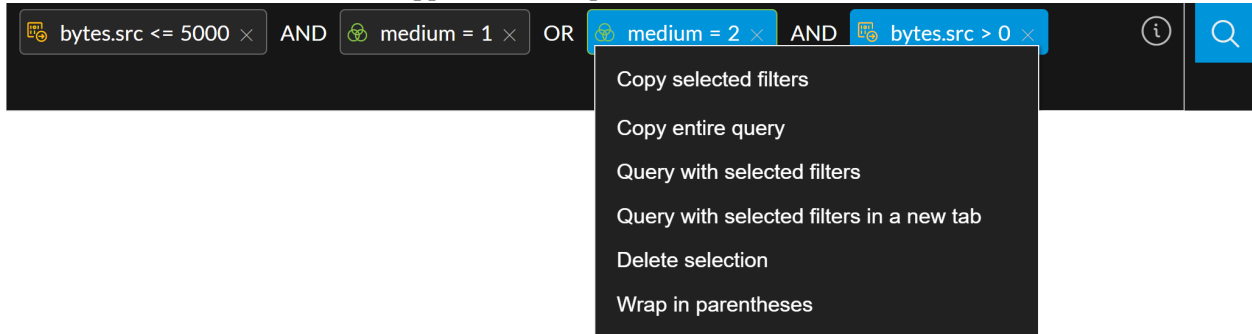 bytes.src <= 5000 × AND medium = 1 × OR medium = 2 × AND bytes.src > 0 ×
Copy selected filters
Copy entire query
Query with selected filters
Query with selected filters in a new tab
Delete selection
Wrap in parentheses